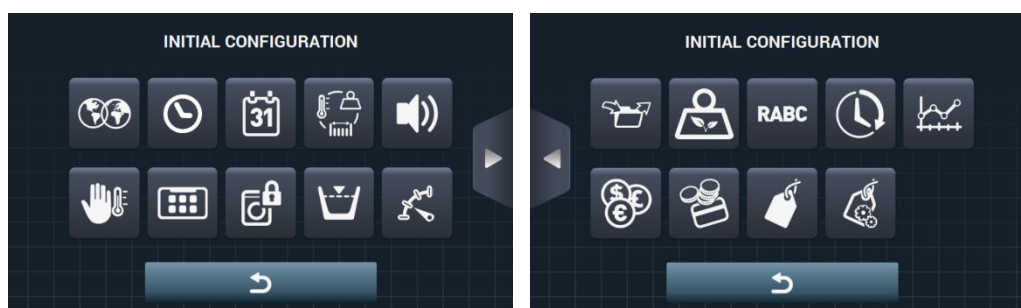 INITIAL CONFIGURATION
31
INITIAL CONFIGURATION
RABC
$ £
€